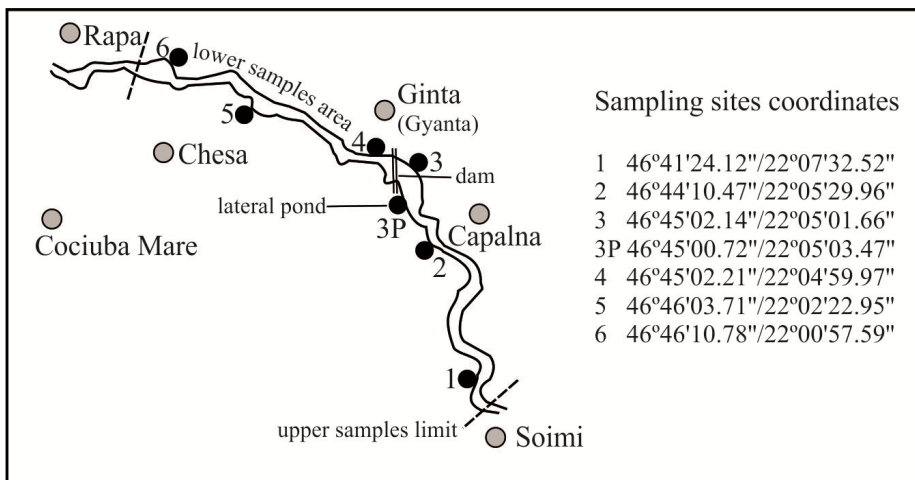 Rapa
6
lower samples area
Ginta
(Gyanta)
5
Chesa
4
3
dam
lateral pond
3P
Capalna
Cociuba Mare
2
1
upper samples limit
Soimi
Sampling sites coordinates
1 46º41'24.12"/22º07'32.52"
2 46º44'10.47"/22º05'29.96"
3 46º45'02.14"/22º05'01.66"
3P 46º45'00.72"/22º05'03.47"
4 46º45'02.21"/22º04'59.97"
5 46º46'03.71"/22º02'22.95"
6 46º46'10.78"/22º00'57.59"